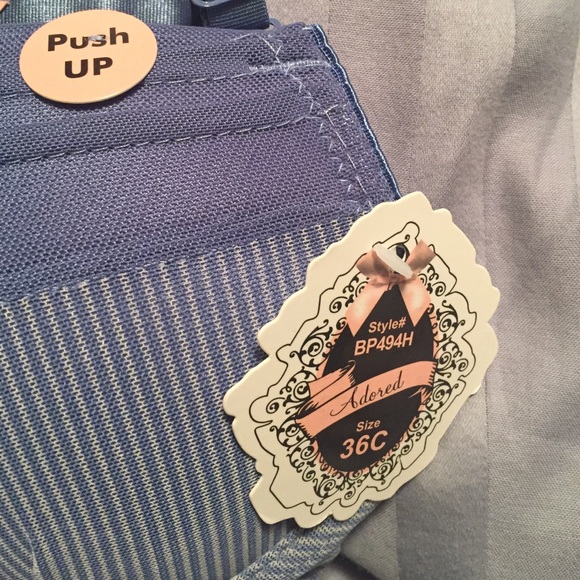 Push
UP
Style#
BP494H
Adored
Size
36C